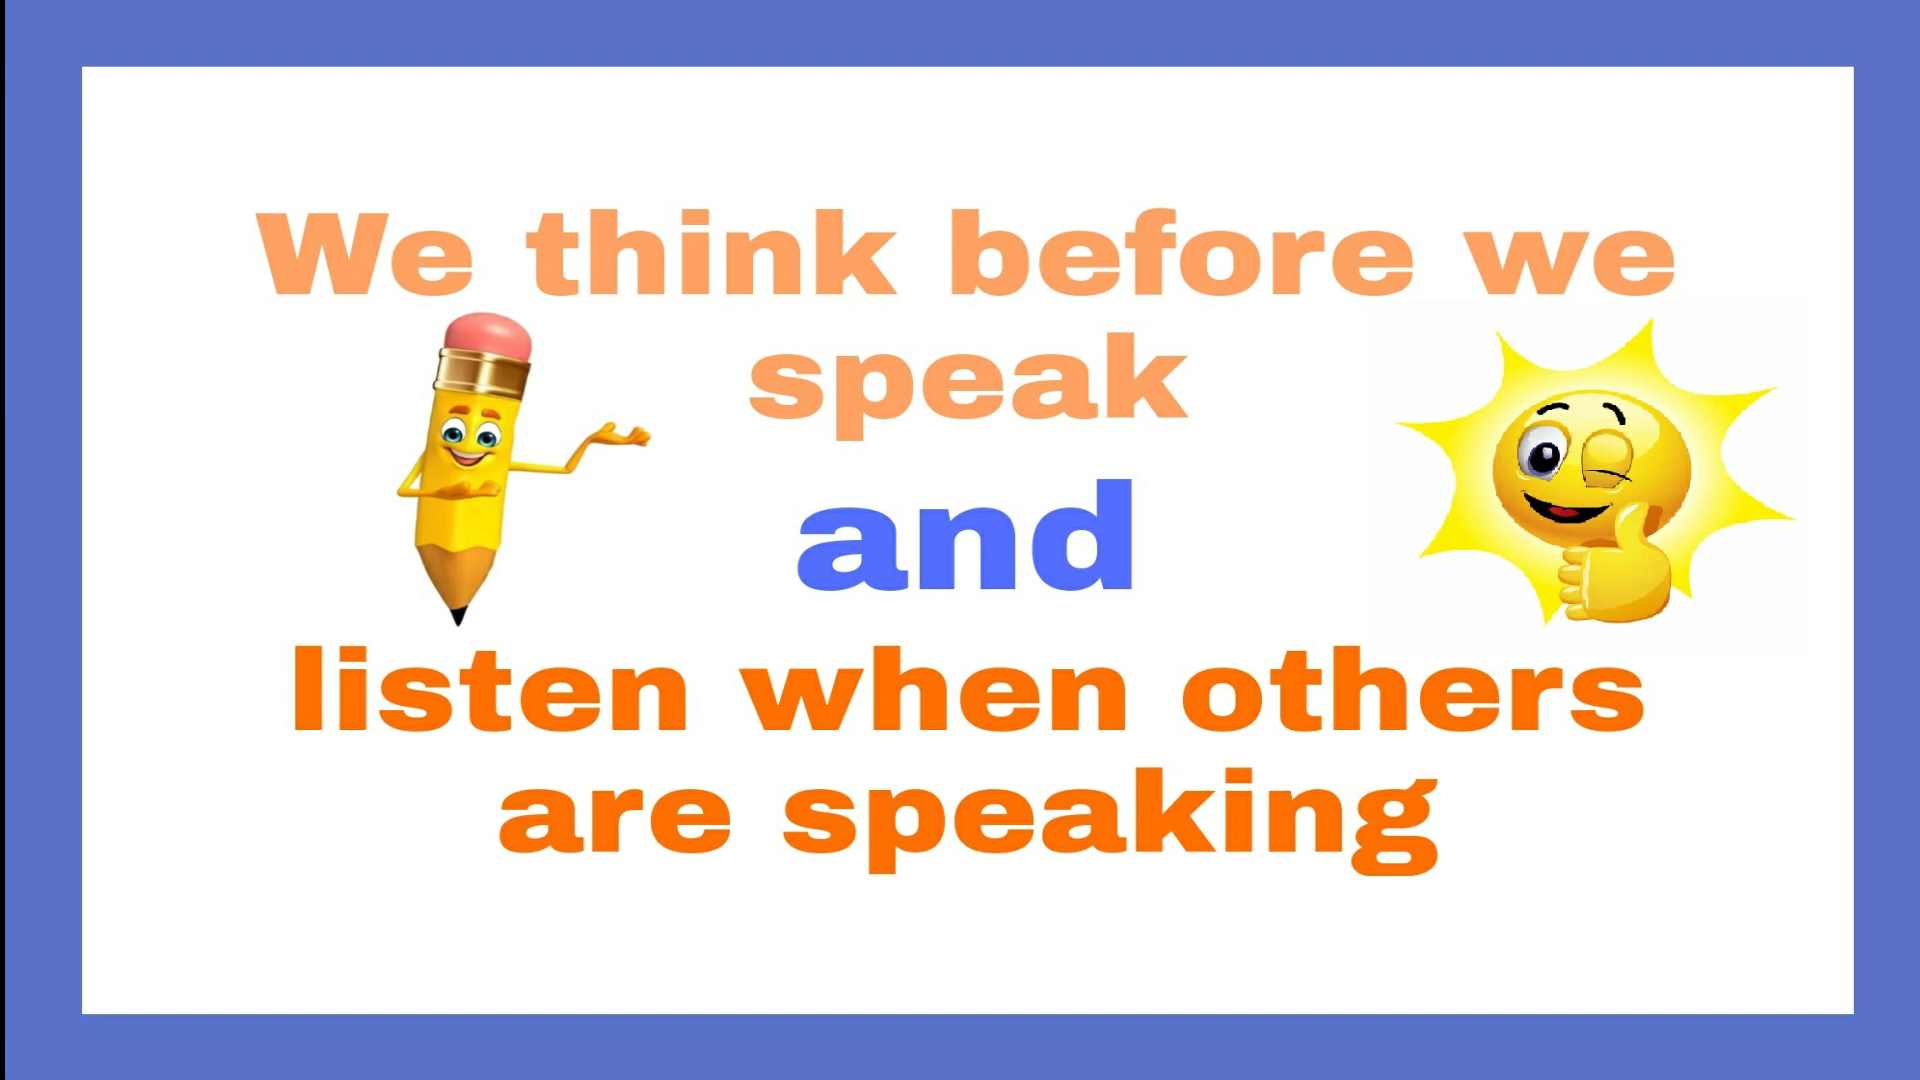 We think before we
speak
and
listen when others
are speaking